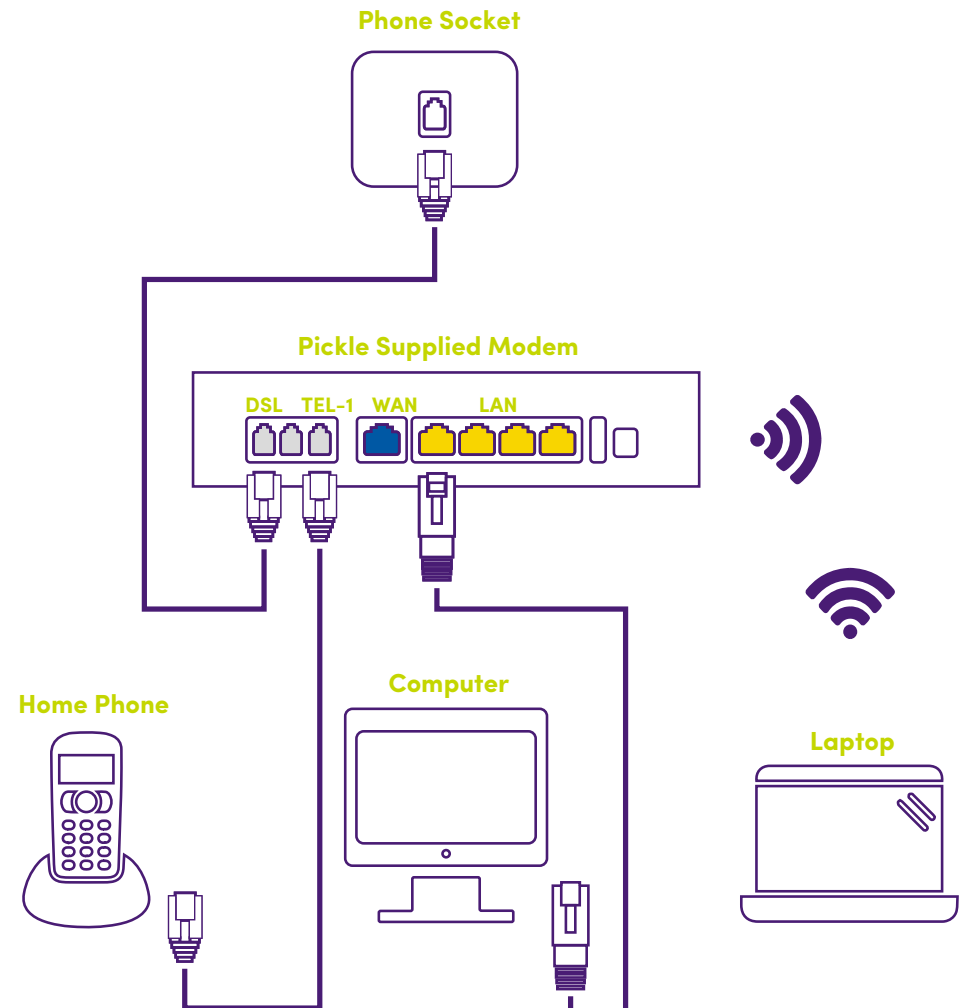 Phone Socket
Pickle Supplied Modem
DSL TEL-1 WAN LAN
Home Phone
Computer
Laptop